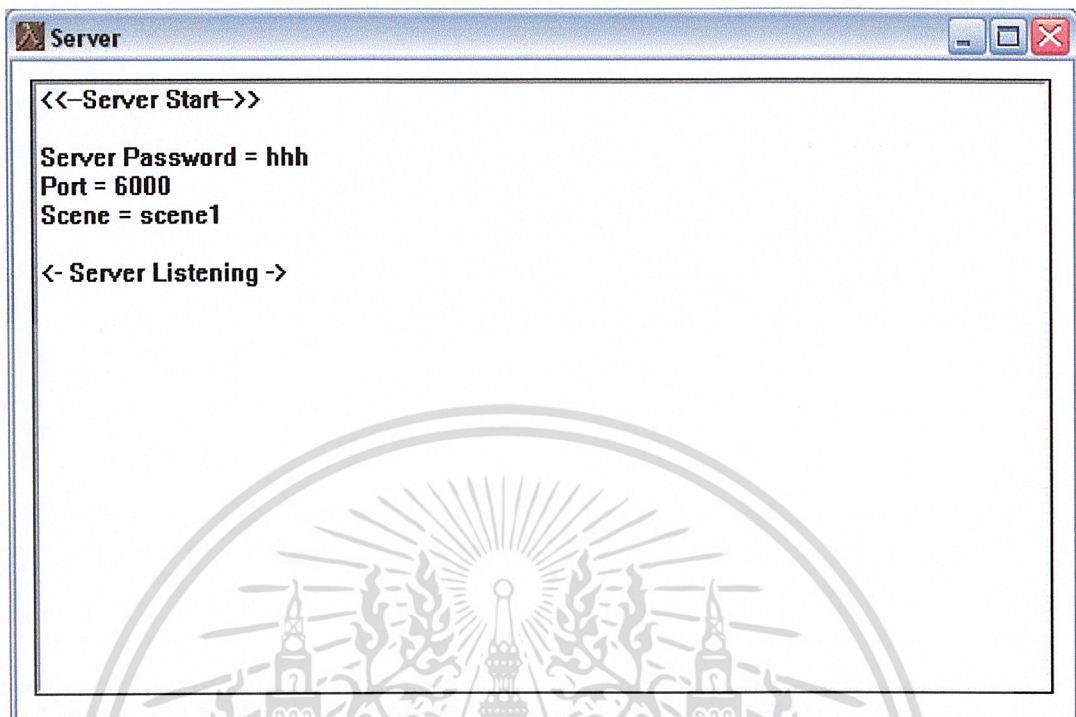 Server
<<--Server Start-->>
Server Password = hhh
Port = 6000
Scene = scene1
<- Server Listening ->